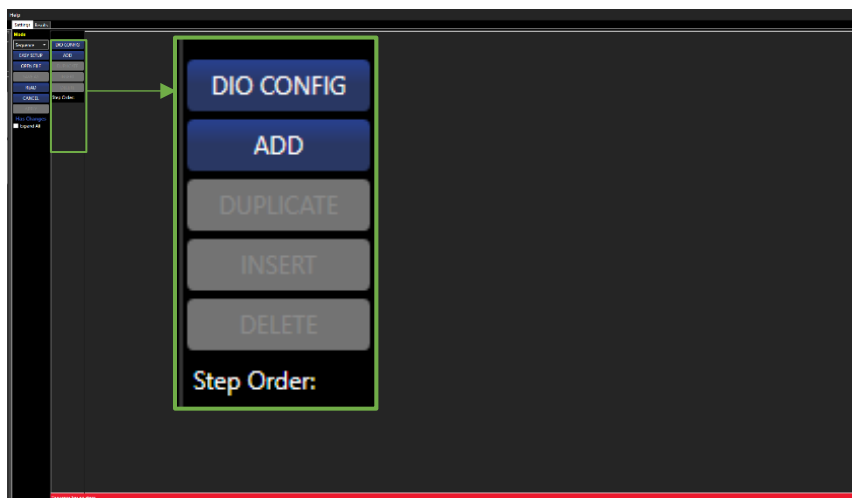 Help
Settings Results
Mode
Sequence
DIO CONFIG
EASY SETUP
ADD
OPEN FILE
READ
CANCEL
Step Order:
Has Changes
Expand All
DIO CONFIG
ADD
DUPLICATE
INSERT
DELETE
Step Order: